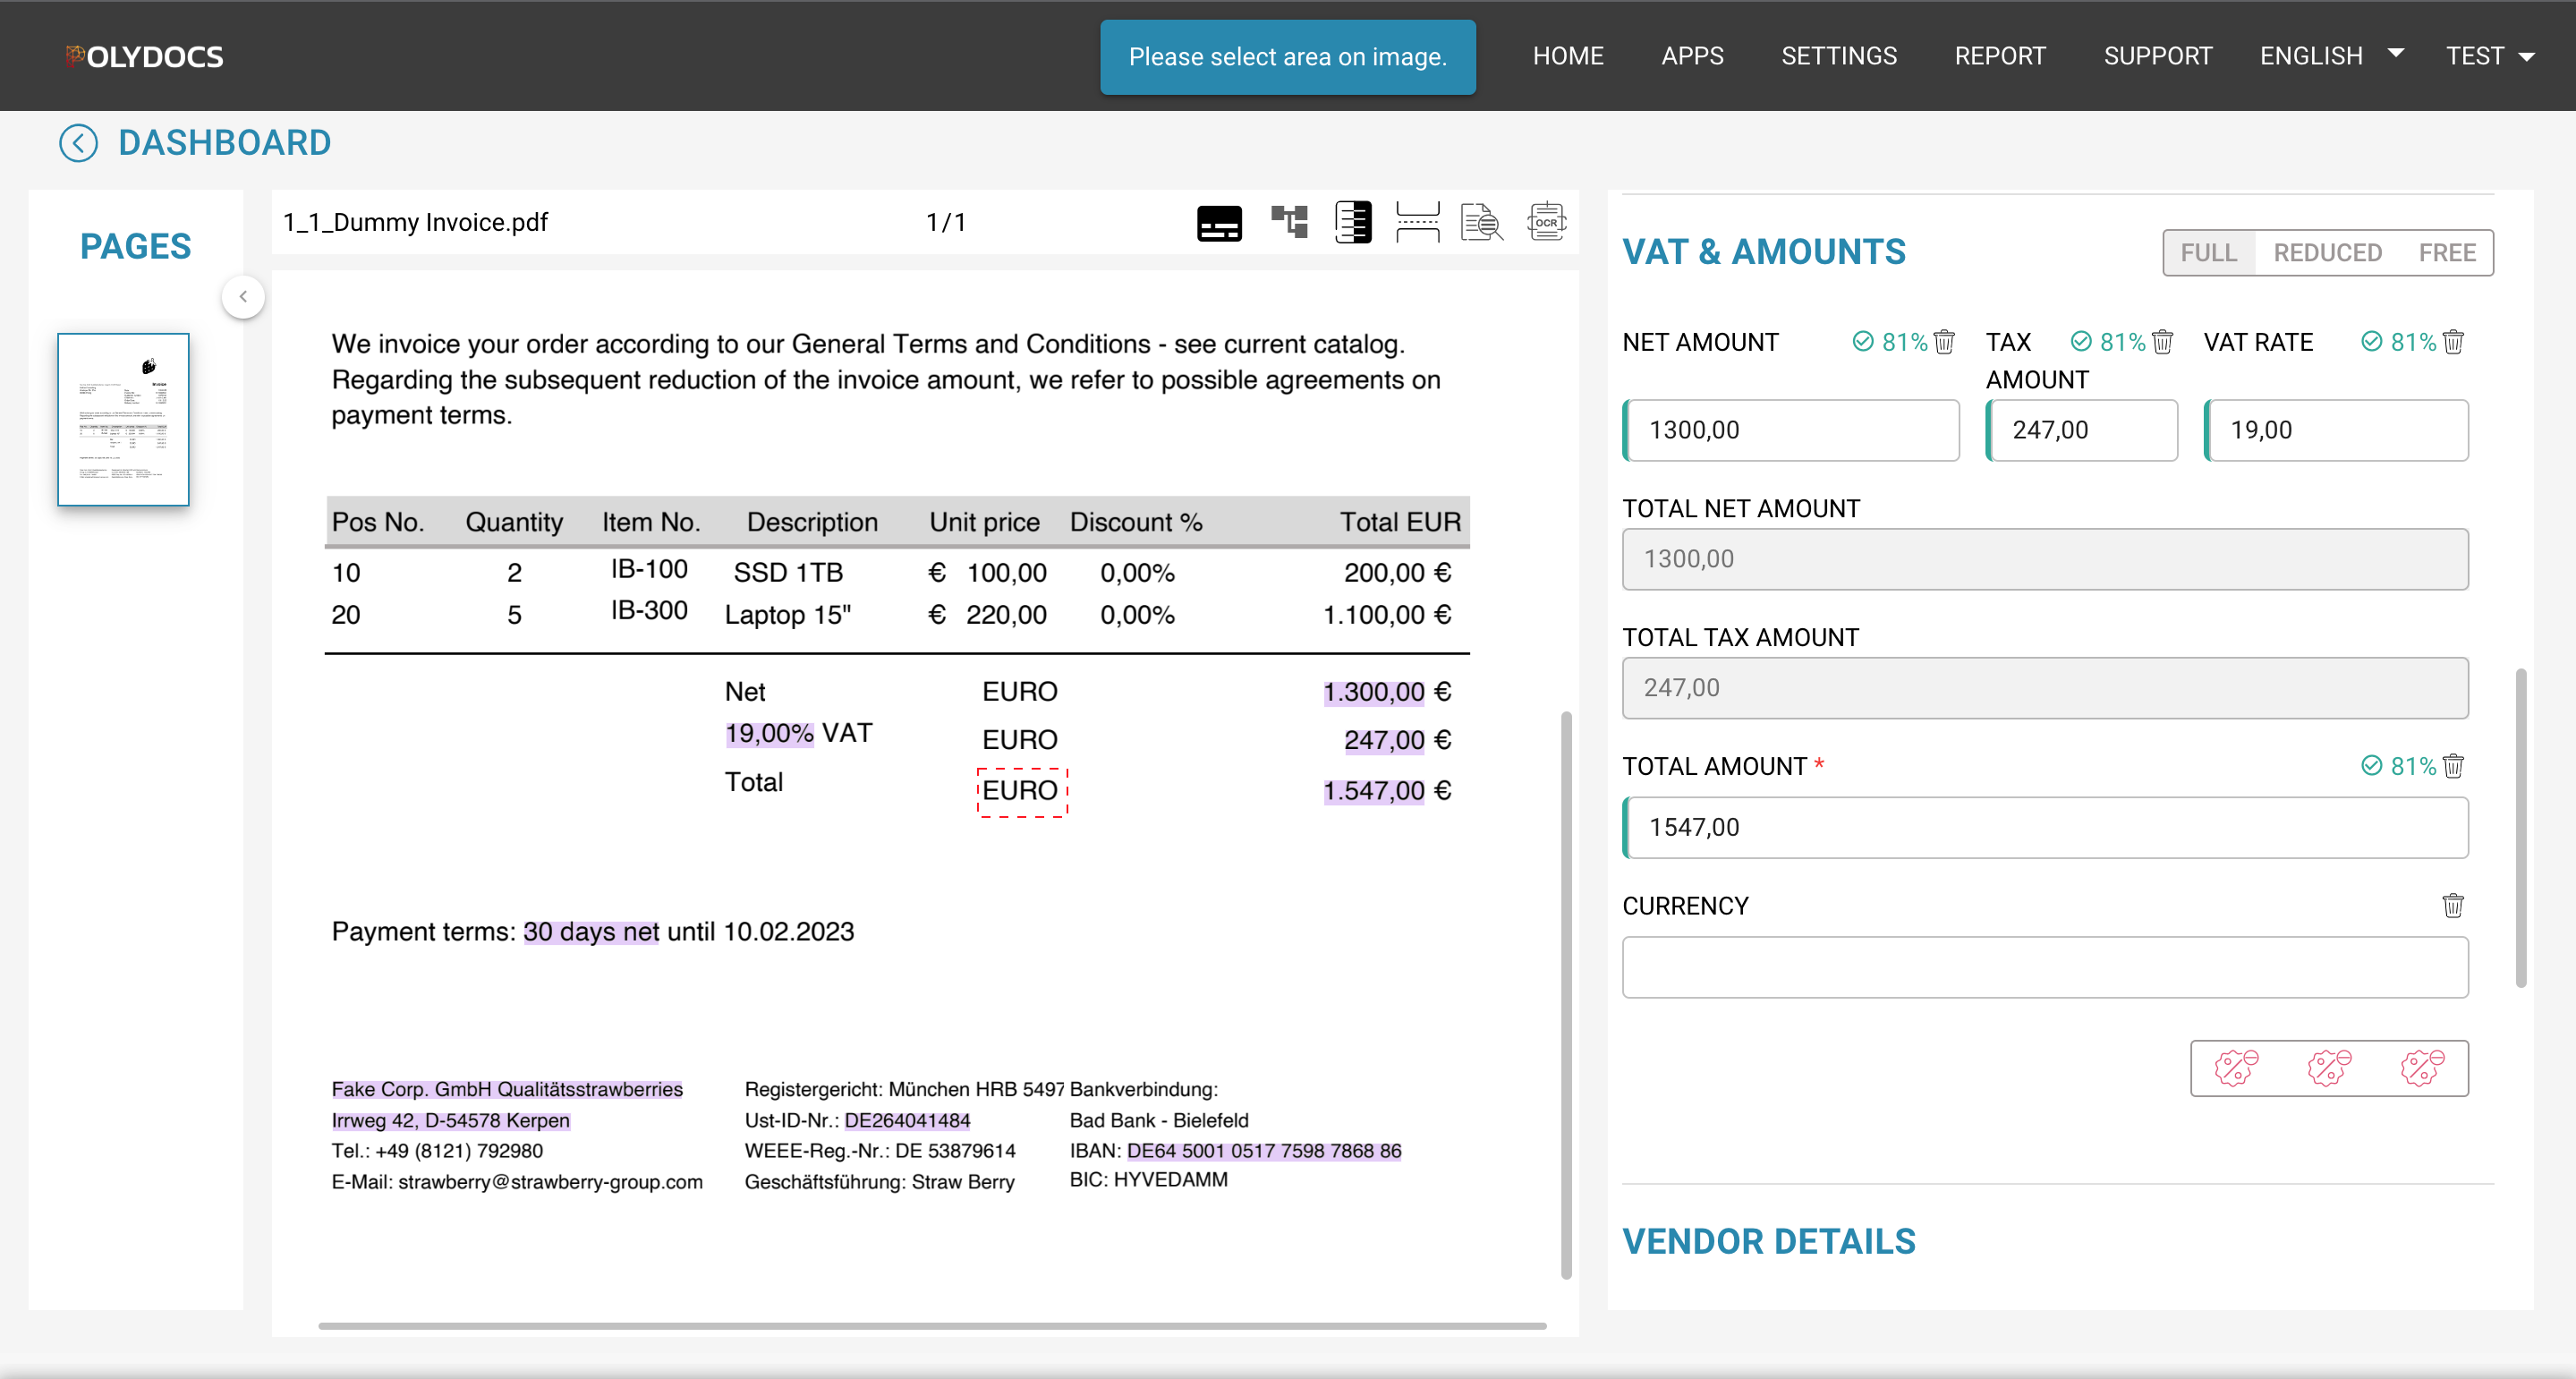 POLYDOCS
Please select area on image.
HOME APPS SETTINGS REPORT SUPPORT ENGLISH TEST
DASHBOARD
PAGES
1_1_Dummy Invoice.pdf 1/1
OCR
We invoice your order according to our General Terms and Conditions - see current catalog.
Regarding the subsequent reduction of the invoice amount, we refer to possible agreements on
payment terms.
Pos No. Quantity Item No. Description Unit price Discount % Total EUR
10 2 IB-100 SSD 1TB € 100,00 0,00% 200,00 €
20 5 IB-300 Laptop 15" € 220,00 0,00% 1.100,00 €
Net EURO 1.300,00 €
19,00% VAT EURO 247,00 €
Total EURO 1.547,00 €
Payment terms: 30 days net until 10.02.2023
Fake Corp. GmbH Qualitätsstrawberries
Irrweg 42, D-54578 Kerpen
Tel.: +49 (8121) 792980
E-Mail: strawberry@strawberry-group.com
Registergericht: München HRB 5497
Ust-ID-Nr.: DE264041484
WEEE-Reg.-Nr.: DE 53879614
Geschäftsführung: Straw Berry
Bankverbindung:
Bad Bank - Bielefeld
IBAN: DE64 5001 0517 7598 7868 86
BIC: HYVEDAMM
VAT & AMOUNTS
FULL REDUCED FREE
NET AMOUNT 81%
1300,00
TAX AMOUNT 81%
247,00
VAT RATE 81%
19,00
TOTAL NET AMOUNT
1300,00
TOTAL TAX AMOUNT
247,00
TOTAL AMOUNT * 81%
1547,00
CURRENCY
VENDOR DETAILS